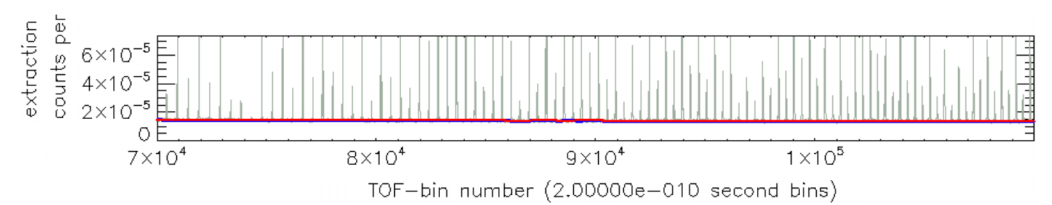 extraction
counts per
6×10⁻⁵
4×10⁻⁵
2×10⁻⁵
0
7×10⁴ 8×10⁴ 9×10⁴ 1×10⁵
TOF-bin number (2.00000e-010 second bins)